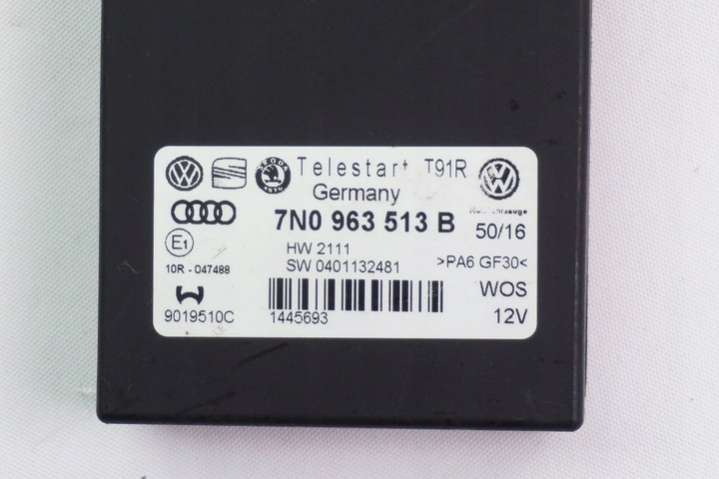 Telestart T91R
Germany
7N0 963 513 B
50/16
E1
HW 2111
10R - 047488
SW 0401132481
>PA6 GF30<
WOS
9019510C
1445693
12V